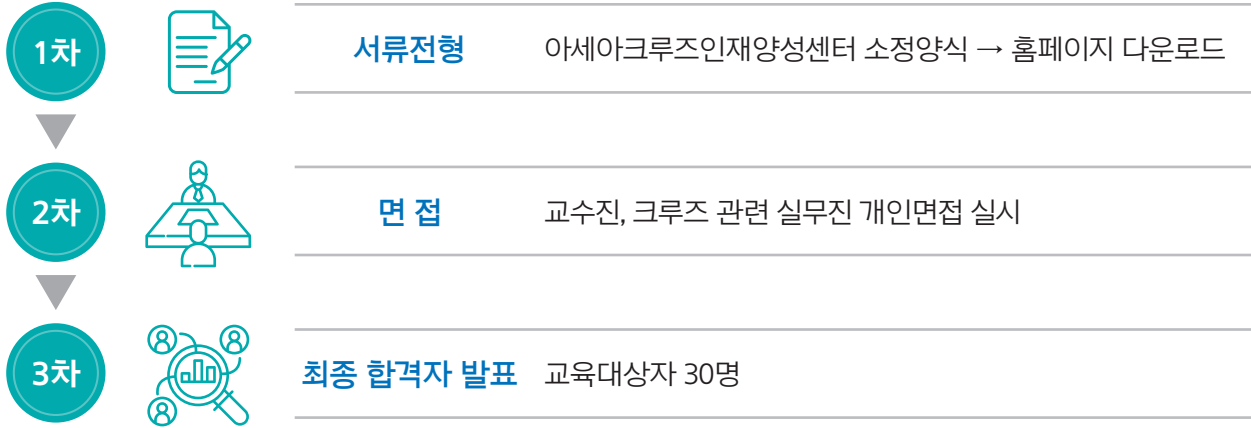 1차
서류전형 아세아크루즈인재양성센터 소정양식 → 홈페이지 다운로드
2차
면 접 교수진, 크루즈 관련 실무진 개인면접 실시
3차
최종 합격자 발표 교육대상자 30명